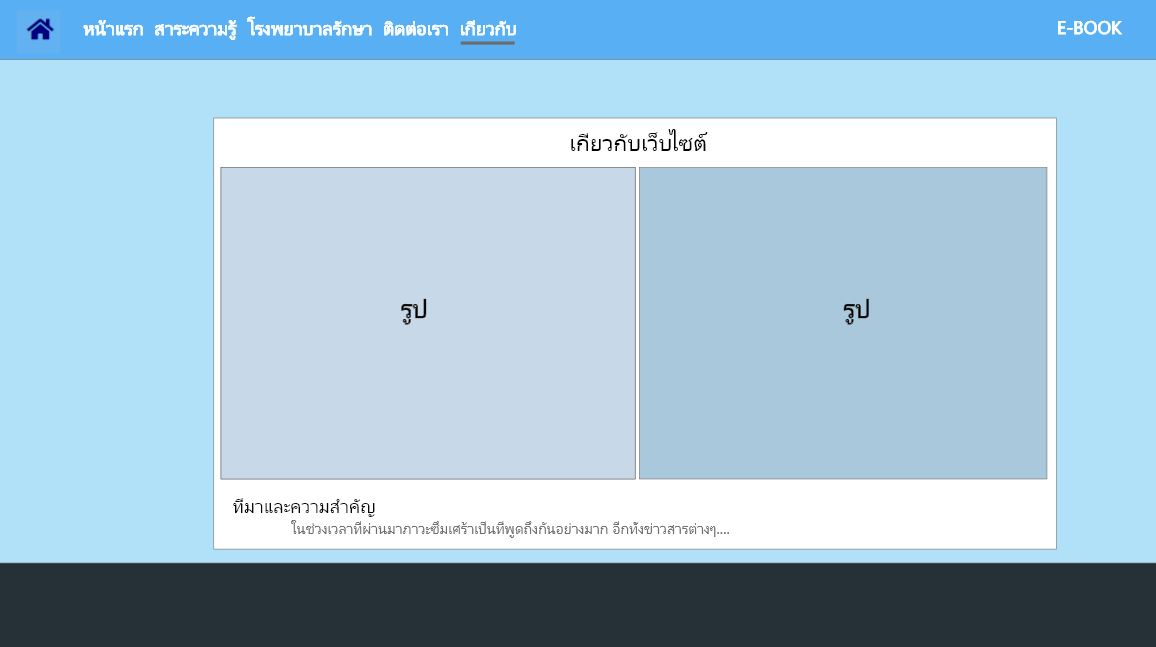 หน้าแรก สาระความรู้ โรงพยาบาลรักษา ติดต่อเรา เกี่ยวกับ E-BOOK
เกี่ยวกับเว็บไซต์
รูป รูป
ที่มาและความสำคัญ
ในช่วงเวลาที่ผ่านมาภาวะซึมเศร้าเป็นที่พูดถึงกันอย่างมาก อีกทั้งข่าวสารต่างๆ....